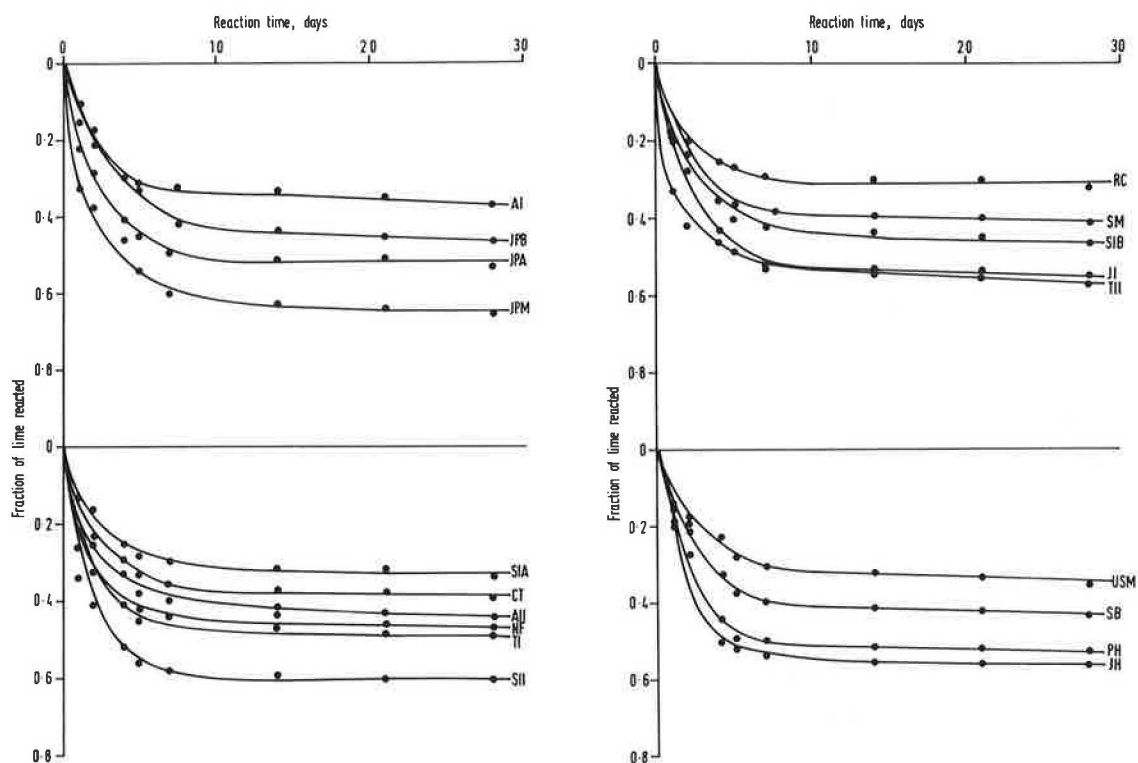 Reaction time, days
0 10 20 30
0
0·2
0·4
0·6
0·8
AI
JPB
JPA
JPM
Fraction of lime reacted
0
0·2
0·4
0·6
0·8
SIA
CT
AII
NF
TI
SII
Reaction time, days
0 10 20 30
0
0·2
0·4
0·6
0·8
RC
SM
SIB
JI
TII
Fraction of lime reacted
0
0·2
0·4
0·6
0·8
USM
SB
PH
JH